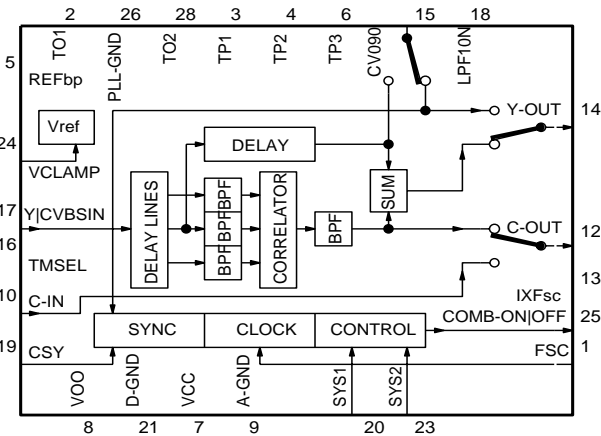 2 26 28 3 4 6 15 18
TO1 PLL-GND TO2 TP1 TP2 TP3 CV090 LPF10N
5
REFbp
Y-OUT 14
Vref
24
DELAY
VCLAMP
17 Y|CVBSIN
DELAY LINES
BPF
BPF
BPF
CORRELATOR
BPF
SUM
C-OUT 12
16
TMSEL
13
IXFsc
10 C-IN
COMB-ON|OFF 25
SYNC CLOCK CONTROL
19 CSY
FSC 1
VOO D-GND VCC A-GND SYS1 SYS2
8 21 7 9 20 23